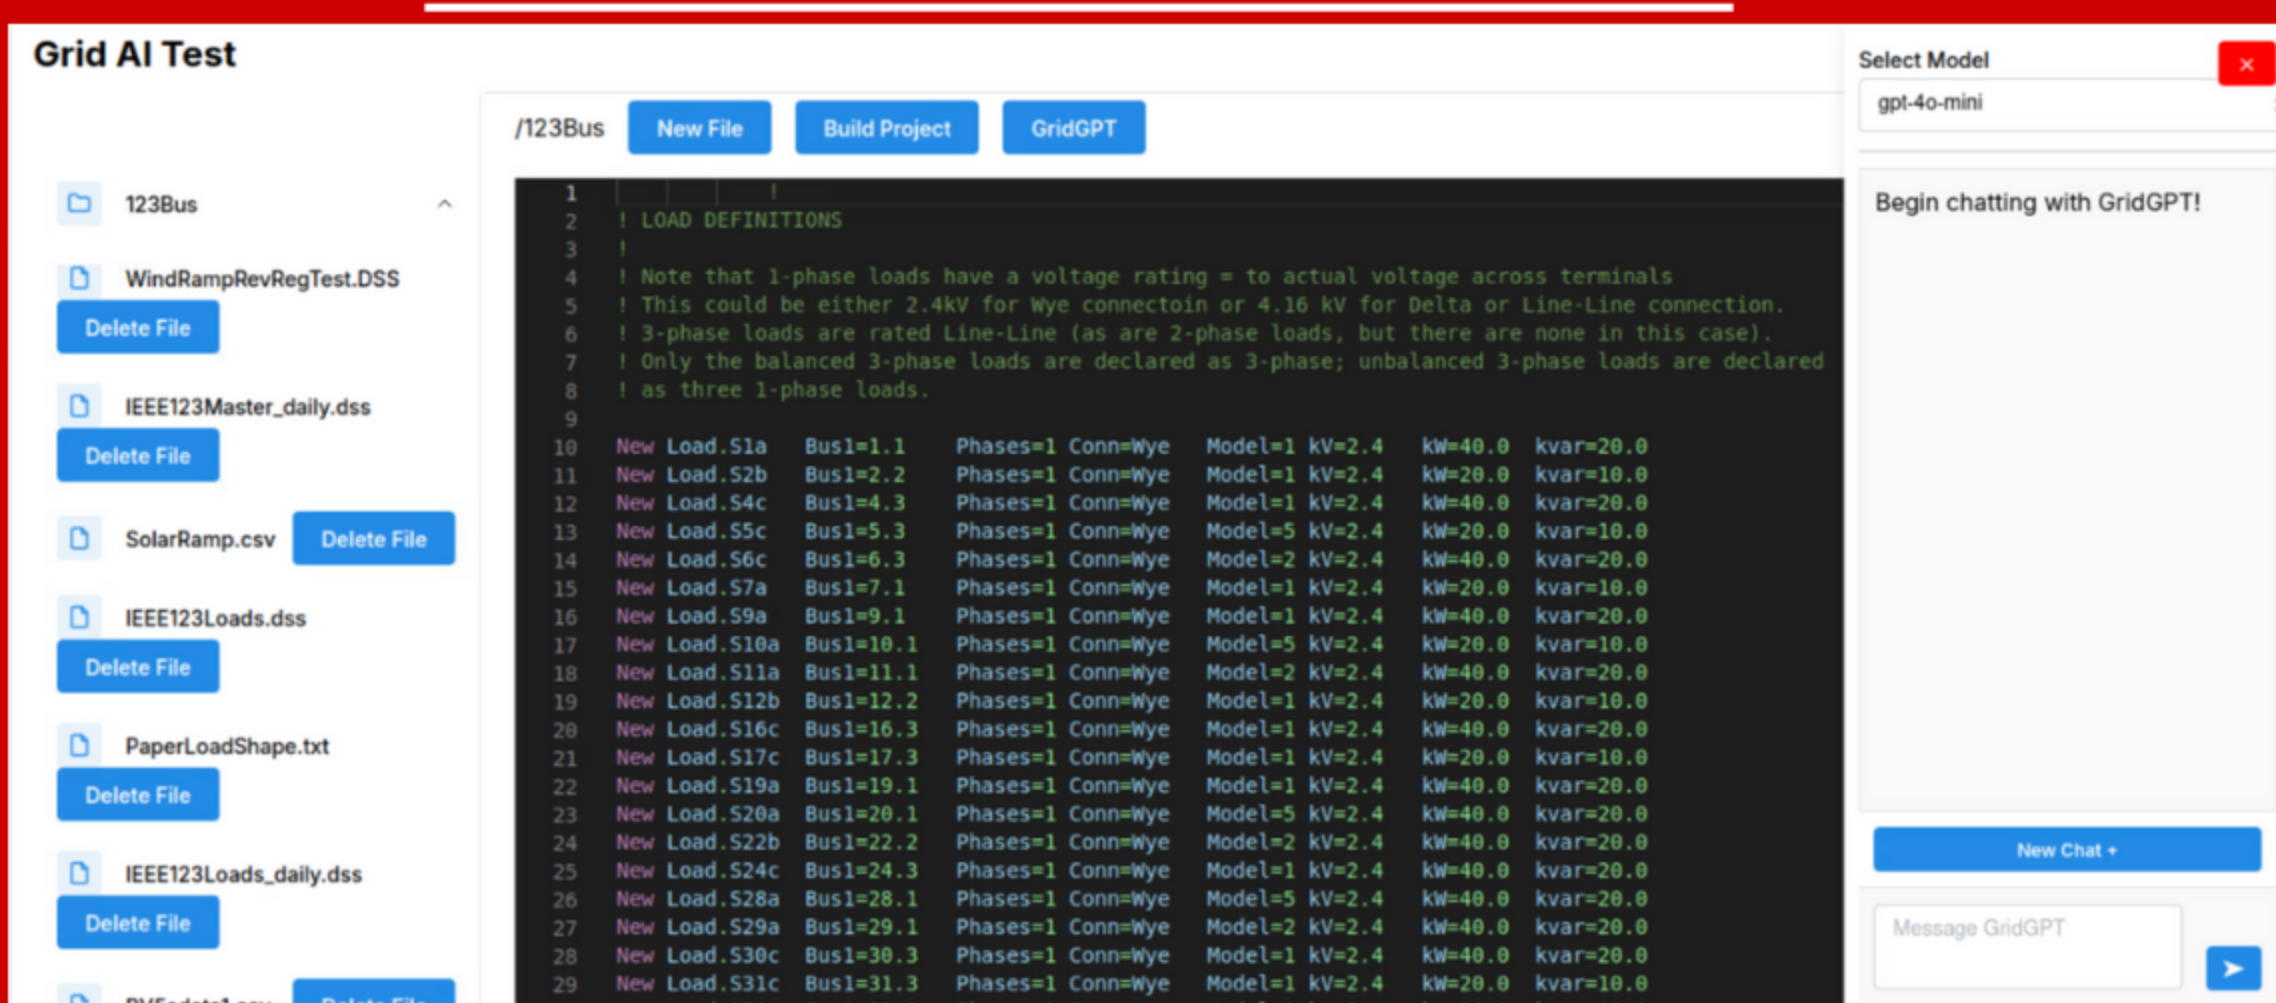 Grid AI Test
123Bus
WindRampRevRegTest.DSS
Delete File
IEEE123Master_daily.dss
Delete File
SolarRamp.csv Delete File
IEEE123Loads.dss
Delete File
PaperLoadShape.txt
Delete File
IEEE123Loads_daily.dss
Delete File
Delete File
/123Bus New File Build Project GridGPT
1 !
2 ! LOAD DEFINITIONS
3 !
4 ! Note that 1-phase loads have a voltage rating = to actual voltage across terminals
5 ! This could be either 2.4kV for Wye connectoin or 4.16 kV for Delta or Line-Line connection.
6 ! 3-phase loads are rated Line-Line (as are 2-phase loads, but there are none in this case).
7 ! Only the balanced 3-phase loads are declared as 3-phase; unbalanced 3-phase loads are declared
8 ! as three 1-phase loads.
9
10 New Load.S1a Bus1=1.1 Phases=1 Conn=Wye Model=1 kV=2.4 kW=40.0 kvar=20.0
11 New Load.S2b Bus1=2.2 Phases=1 Conn=Wye Model=1 kV=2.4 kW=20.0 kvar=10.0
12 New Load.S4c Bus1=4.3 Phases=1 Conn=Wye Model=1 kV=2.4 kW=40.0 kvar=20.0
13 New Load.S5c Bus1=5.3 Phases=1 Conn=Wye Model=5 kV=2.4 kW=20.0 kvar=10.0
14 New Load.S6c Bus1=6.3 Phases=1 Conn=Wye Model=2 kV=2.4 kW=40.0 kvar=20.0
15 New Load.S7a Bus1=7.1 Phases=1 Conn=Wye Model=1 kV=2.4 kW=20.0 kvar=10.0
16 New Load.S9a Bus1=9.1 Phases=1 Conn=Wye Model=1 kV=2.4 kW=40.0 kvar=20.0
17 New Load.S10a Bus1=10.1 Phases=1 Conn=Wye Model=5 kV=2.4 kW=20.0 kvar=10.0
18 New Load.S11a Bus1=11.1 Phases=1 Conn=Wye Model=2 kV=2.4 kW=40.0 kvar=20.0
19 New Load.S12b Bus1=12.2 Phases=1 Conn=Wye Model=1 kV=2.4 kW=20.0 kvar=10.0
20 New Load.S16c Bus1=16.3 Phases=1 Conn=Wye Model=1 kV=2.4 kW=40.0 kvar=20.0
21 New Load.S17c Bus1=17.3 Phases=1 Conn=Wye Model=1 kV=2.4 kW=20.0 kvar=10.0
22 New Load.S19a Bus1=19.1 Phases=1 Conn=Wye Model=1 kV=2.4 kW=40.0 kvar=20.0
23 New Load.S20a Bus1=20.1 Phases=1 Conn=Wye Model=5 kV=2.4 kW=40.0 kvar=20.0
24 New Load.S22b Bus1=22.2 Phases=1 Conn=Wye Model=2 kV=2.4 kW=40.0 kvar=20.0
25 New Load.S24c Bus1=24.3 Phases=1 Conn=Wye Model=1 kV=2.4 kW=40.0 kvar=20.0
26 New Load.S28a Bus1=28.1 Phases=1 Conn=Wye Model=5 kV=2.4 kW=40.0 kvar=20.0
27 New Load.S29a Bus1=29.1 Phases=1 Conn=Wye Model=2 kV=2.4 kW=40.0 kvar=20.0
28 New Load.S30c Bus1=30.3 Phases=1 Conn=Wye Model=1 kV=2.4 kW=40.0 kvar=20.0
29 New Load.S31c Bus1=31.3 Phases=1 Conn=Wye Model=1 kV=2.4 kW=20.0 kvar=10.0
Select Model
gpt-4o-mini
Begin chatting with GridGPT!
New Chat +
Message GridGPT